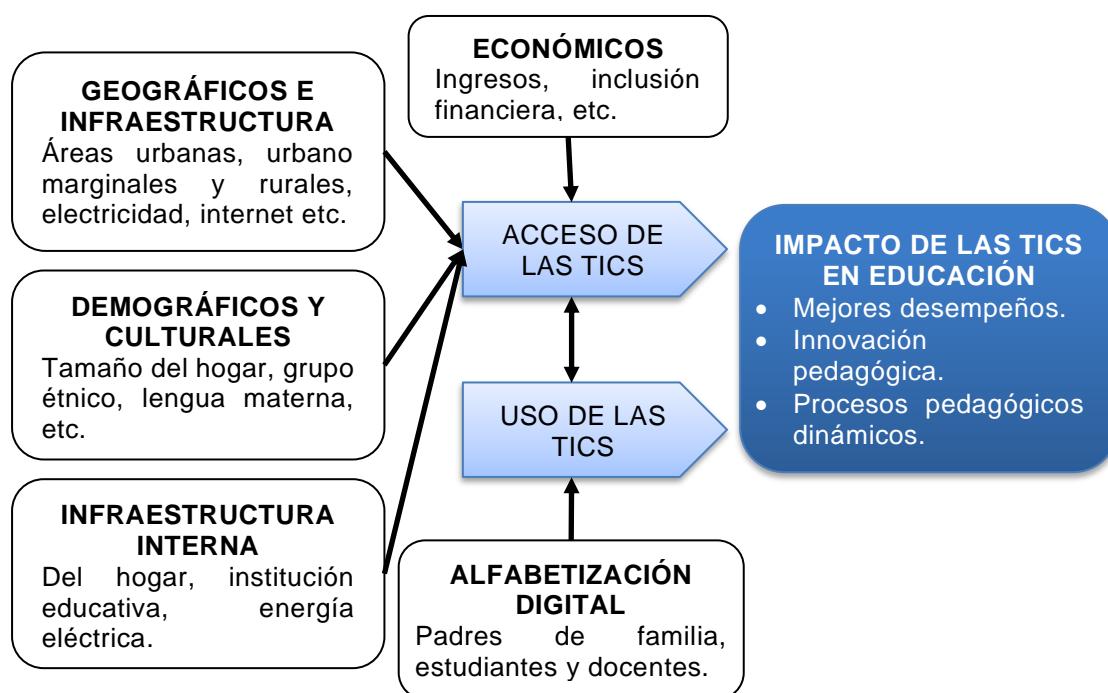 ECONÓMICOS
Ingresos, inclusión
financiera, etc.
GEOGRÁFICOS E
INFRAESTRUCTURA
Áreas urbanas, urbano
marginales y rurales,
electricidad, internet etc.
ACCESO DE
LAS TICS
IMPACTO DE LAS TICS
EN EDUCACIÓN
• Mejores desempeños.
• Innovación
pedagógica.
• Procesos pedagógicos
dinámicos.
DEMOGRÁFICOS Y
CULTURALES
Tamaño del hogar, grupo
étnico, lengua materna,
etc.
USO DE LAS
TICS
INFRAESTRUCTURA
INTERNA
Del hogar, institución
educativa, energía
eléctrica.
ALFABETIZACIÓN
DIGITAL
Padres de familia,
estudiantes y docentes.